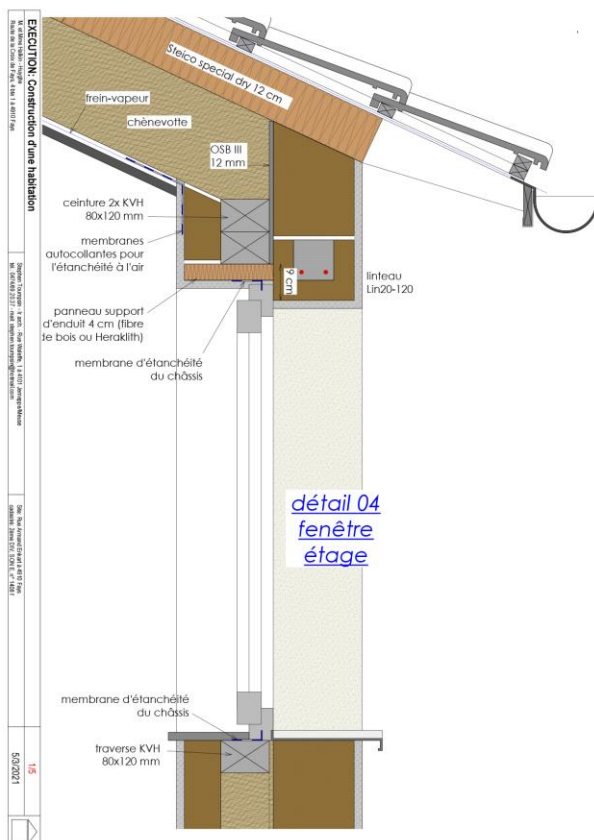 Steico special dry 12 cm
frein-vapeur
chènevotte
OSB III
12 mm
ceinture 2x KVH
80x120 mm
membranes
autocollantes pour
l'étanchéité à l'air
9 cm
linteau
Lin20-120
panneau support
d'enduit 4 cm (fibre
de bois ou Heraklith)
membrane d'étanchéité
du châssis
détail 04
fenêtre
étage
membrane d'étanchéité
du châssis
traverse KVH
80x120 mm
EXECUTION: Construction d'une habitation
1/5
5/3/2021